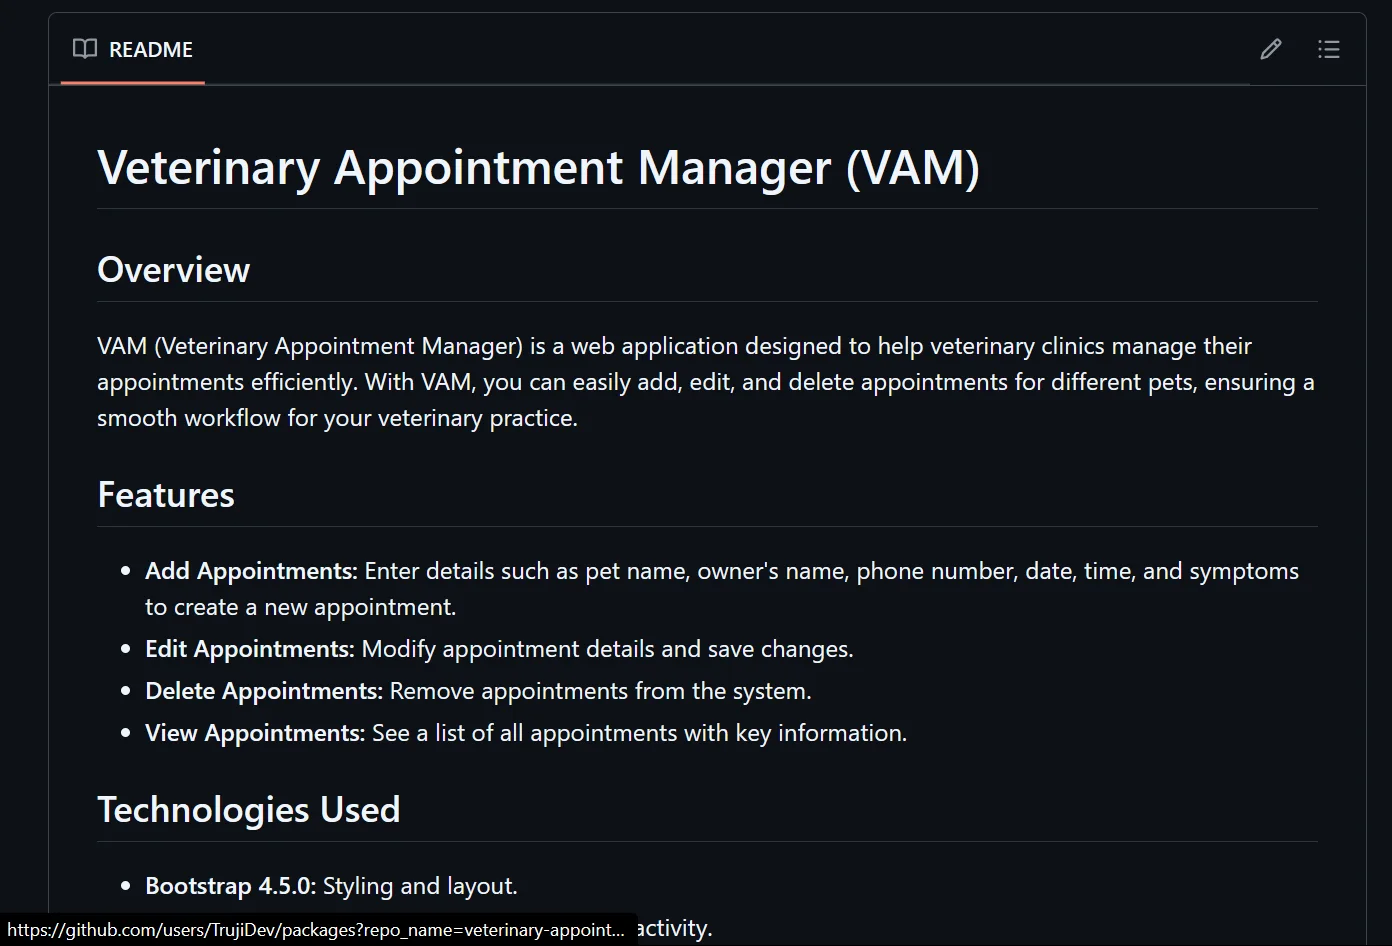 README
Veterinary Appointment Manager (VAM)
Overview
VAM (Veterinary Appointment Manager) is a web application designed to help veterinary clinics manage their
appointments efficiently. With VAM, you can easily add, edit, and delete appointments for different pets, ensuring a
smooth workflow for your veterinary practice.
Features
• Add Appointments: Enter details such as pet name, owner's name, phone number, date, time, and symptoms
to create a new appointment.
• Edit Appointments: Modify appointment details and save changes.
• Delete Appointments: Remove appointments from the system.
• View Appointments: See a list of all appointments with key information.
Technologies Used
• Bootstrap 4.5.0: Styling and layout.
activity.
https://github.com/users/TrujiDev/packages?repo_name=veterinary-appoint...